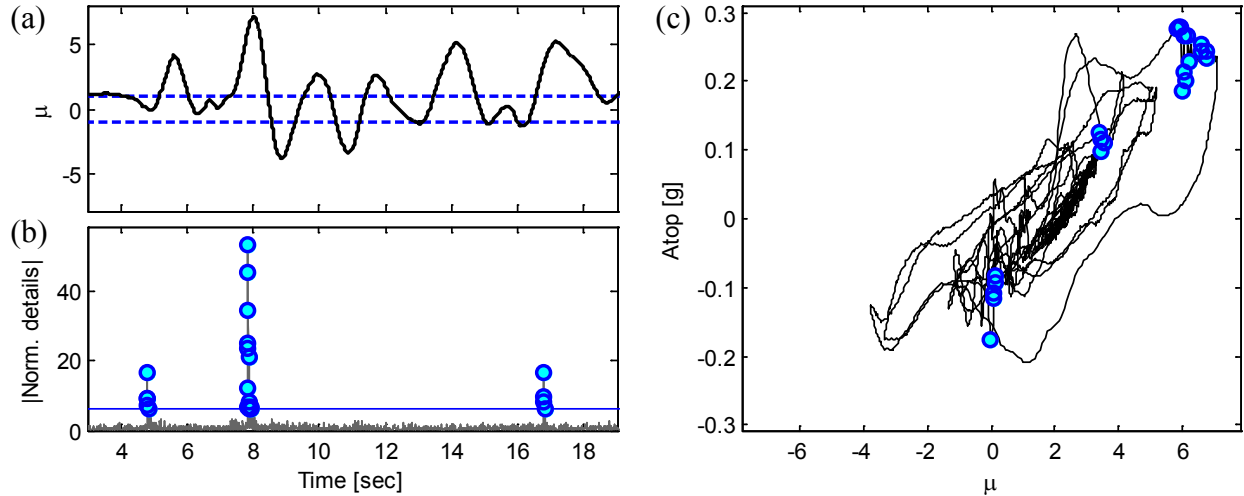 (a)
5
0
-5
μ
(b)
40
20
0
|Norm. details|
4 6 8 10 12 14 16 18
Time [sec]
(c)
0.3
0.2
0.1
0
-0.1
-0.2
-0.3
Atop [g]
-6 -4 -2 0 2 4 6
μ